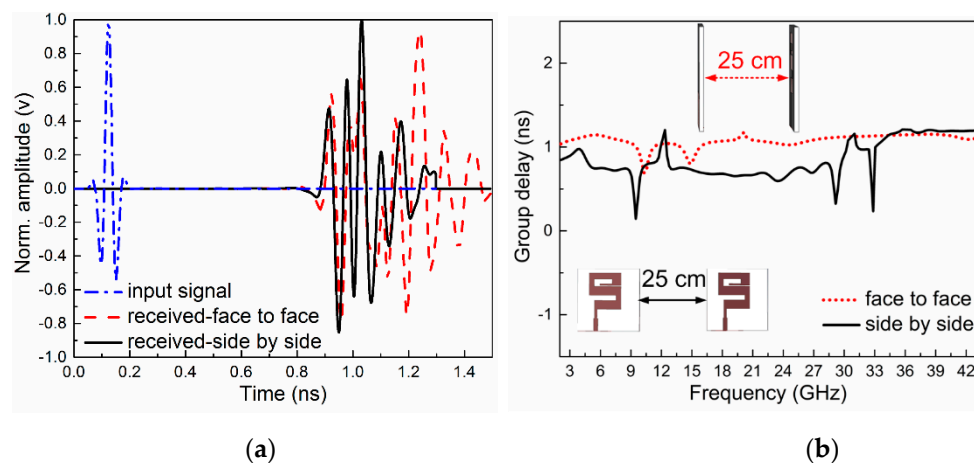 1.0
0.8
0.6
0.4
0.2
0.0
-0.2
-0.4
-0.6
-0.8
-1.0
Norm. amplitude (v)
input signal
received-face to face
received-side by side
0.0 0.2 0.4 0.6 0.8 1.0 1.2 1.4
Time (ns)
(a)
2
1
0
-1
Group delay (ns)
25 cm
25 cm
face to face
side by side
3 6 9 12 15 18 21 24 27 30 33 36 39 42
Frequency (GHz)
(b)